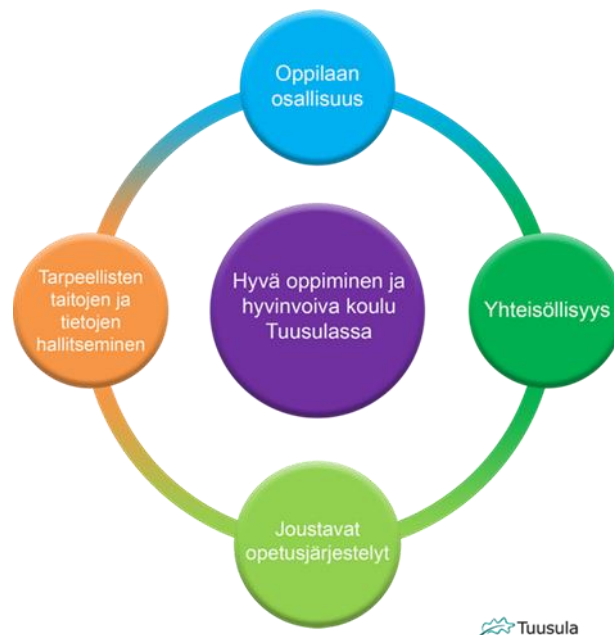 Oppilaan
osallisuus
Tarpeellisten
taitojen ja
tietojen
hallitseminen
Hyvä oppiminen ja
hyvinvoiva koulu
Tuusulassa
Yhteisöllisyys
Joustavat
opetusjärjestelyt
Tuusula